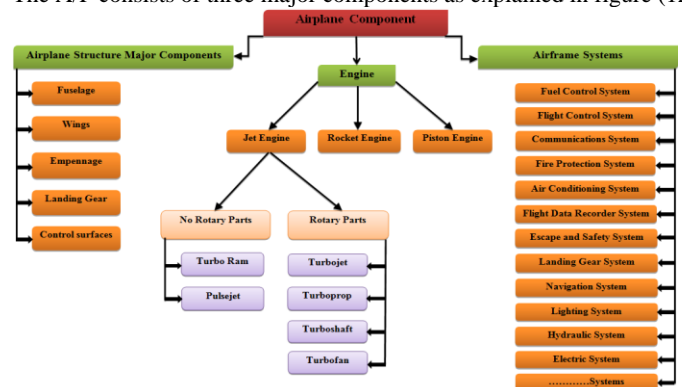 Airplane Component
Airplane Structure Major Components
Fuselage
Wings
Empennage
Landing Gear
Control surfaces
Engine
Jet Engine
Rocket Engine
Piston Engine
No Rotary Parts
Turbo Ram
Pulsejet
Rotary Parts
Turbojet
Turboprop
Turboshaft
Turbofan
Airframe Systems
Fuel Control System
Flight Control System
Communications System
Fire Protection System
Air Conditioning System
Flight Data Recorder System
Escape and Safety System
Landing Gear System
Navigation System
Lighting System
Hydraulic System
Electric System
............Systems